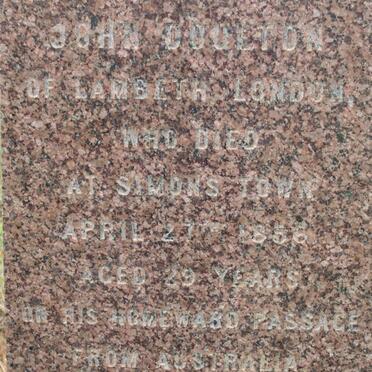 JOHN DOULTON
OF LAMBETH, LONDON,
WHO DIED
AT SIMONS TOWN
APRIL 27TH 1858
AGED 29 YEARS
ON HIS HOMEWARD PASSAGE
FROM AUSTRALIA